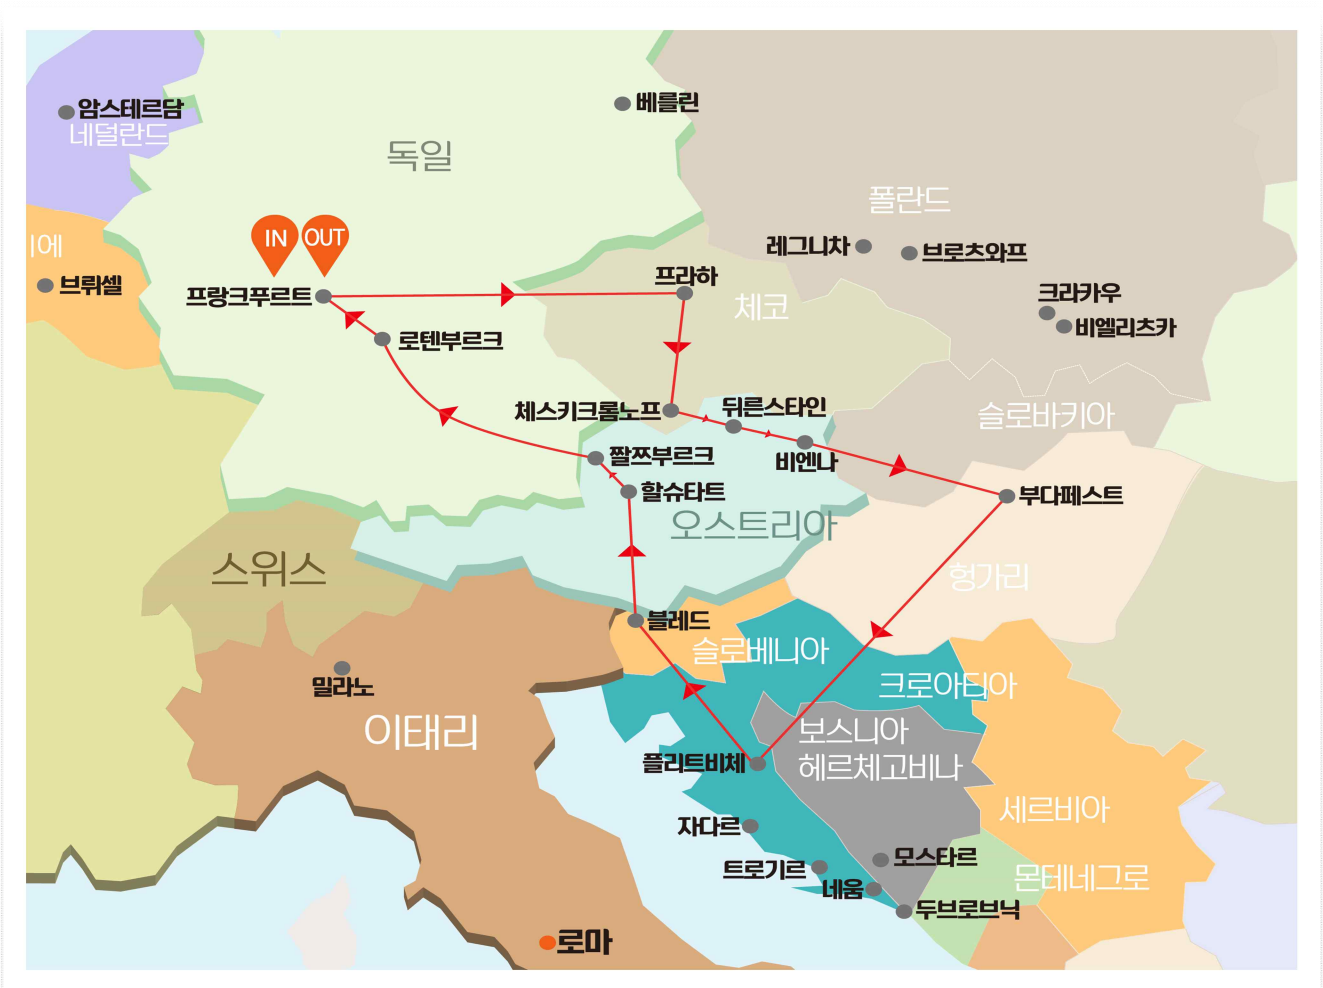 베를린
암스테르담
네덜란드
독일
폴란드
IN OUT
이에
레그니차
브로츠와프
브뤼셀
프라하
프랑크푸르트
체코
크라카우
비엘리츠카
로텐부르크
체스키크롬노프
뒤른스타인
슬로바키아
짤쯔부르크
비엔나
할슈타트
부다페스트
오스트리아
스위스
헝가리
블레드
슬로베니아
밀라노
크로아티아
이태리
보스니아
헤르체고비나
플리트비체
세르비아
자다르
트로기르
모스타르
몬테네그로
네움
두브로브닉
로마